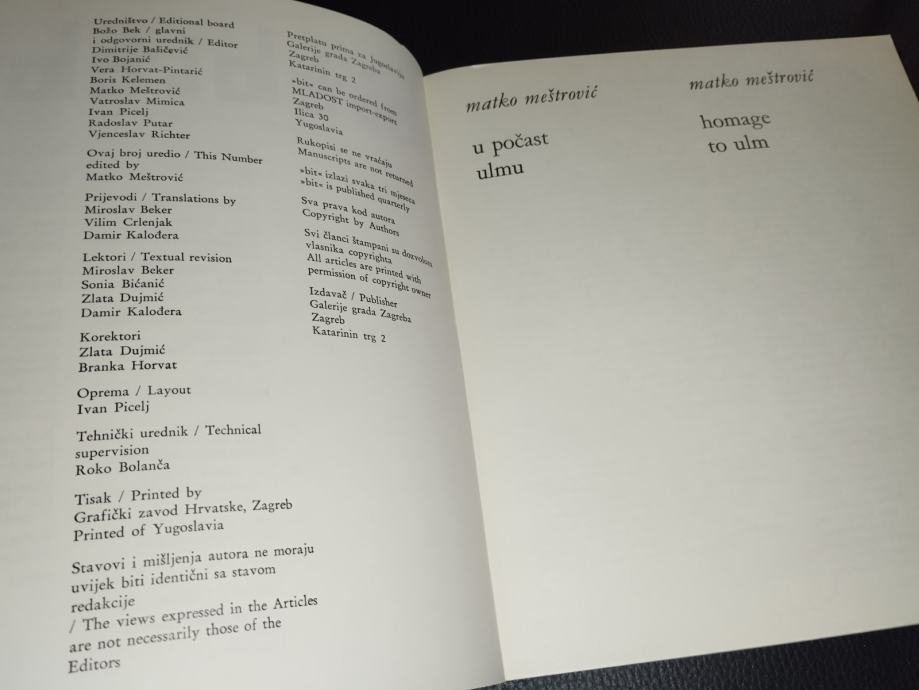 Uredništvo / Editional board
Božo Bek / glavni
i odgovorni urednik / Editor
Dimitrije Bašičević
Ivo Bojanić
Vera Horvat-Pintarić
Boris Kelemen
Matko Meštrović
Vatroslav Mimica
Ivan Picelj
Radoslav Putar
Vjenceslav Richter
Ovaj broj uredio / This Number
edited by
Matko Meštrović
Prijevodi / Translations by
Miroslav Beker
Vilim Crlenjak
Damir Kalođera
Lektori / Textual revision
Miroslav Beker
Sonia Bićanić
Zlata Dujmić
Damir Kalođera
Korektori
Zlata Dujmić
Branka Horvat
Oprema / Layout
Ivan Picelj
Tehnički urednik / Technical
supervision
Roko Bolanča
Tisak / Printed by
Grafički zavod Hrvatske, Zagreb
Printed of Yugoslavia
Stavovi i mišljenja autora ne moraju
uvijek biti identični sa stavom
redakcije
/ The views expressed in the Articles
are not necessarily those of the
Editors
Pretplatu prima za Jugoslaviju
Galerije grada Zagreba
Zagreb
Katarinin trg 2
»bit« can be ordered from
MLADOST import-export
Zagreb
Ilica 30
Yugoslavia
Rukopisi se ne vraćaju
Manuscripts are not returned
»bit« izlazi svaka tri mjeseca
»bit« is published quarterly
Sva prava kod autora
Copyright by Authors
Svi članci štampani su dozvolom
vlasnika copyrighta
All articles are printed with
permission of copyright owner
Izdavač / Publisher
Galerije grada Zagreba
Zagreb
Katarinin trg 2
matko meštrović
u počast
ulmu
matko meštrović
homage
to ulm